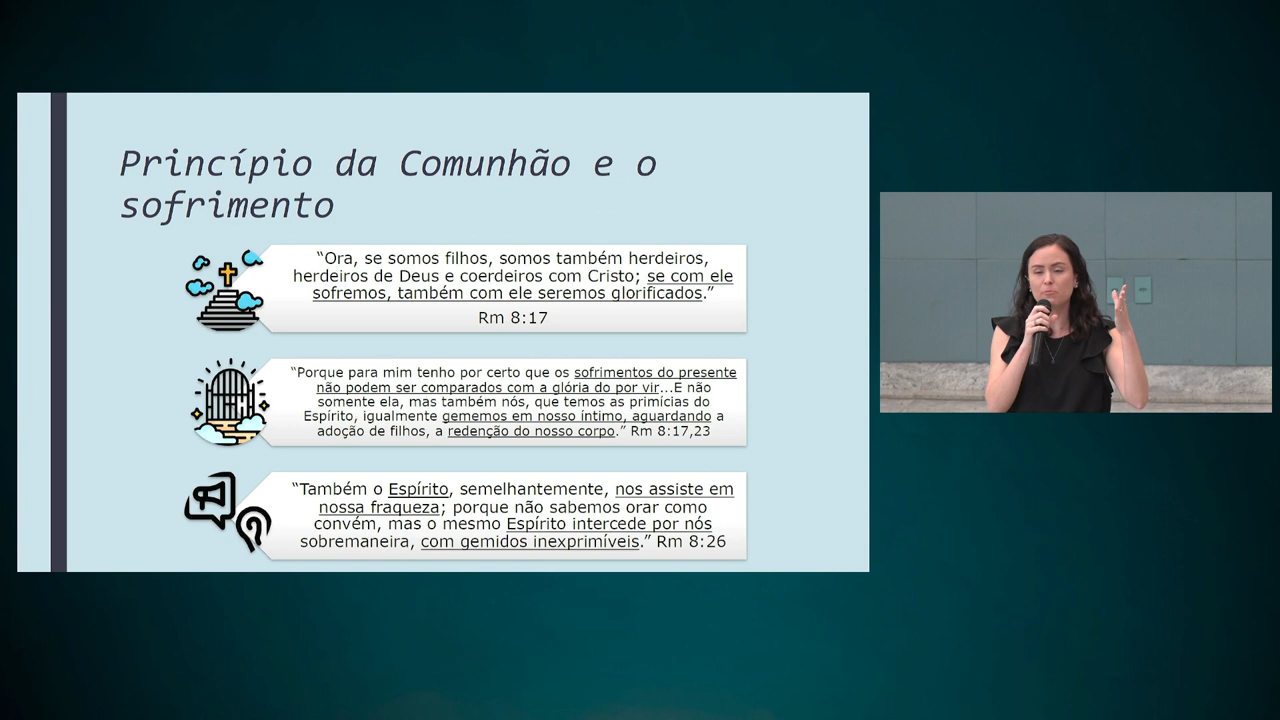 Princípio da Comunhão e o
sofrimento
“Ora, se somos filhos, somos também herdeiros,
herdeiros de Deus e coerdeiros com Cristo; se com ele
sofremos, também com ele seremos glorificados.”
Rm 8:17
“Porque para mim tenho por certo que os sofrimentos do presente
não podem ser comparados com a glória do por vir...E não
somente ela, mas também nós, que temos as primícias do
Espírito, igualmente gememos em nosso íntimo, aguardando a
adoção de filhos, a redenção do nosso corpo.” Rm 8:17,23
“Também o Espírito, semelhantemente, nos assiste em
nossa fraqueza; porque não sabemos orar como
convém, mas o mesmo Espírito intercede por nós
sobremaneira, com gemidos inexprimíveis.” Rm 8:26